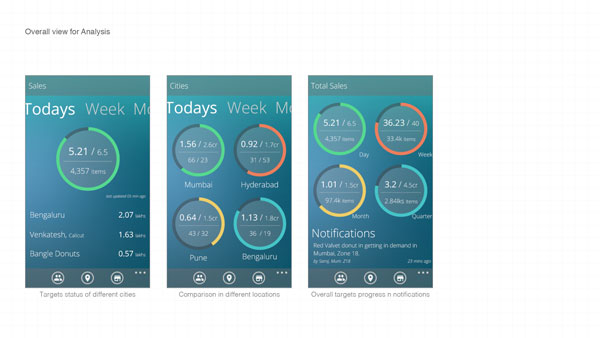 Overall view for Analysis
Sales
Todays Week Mo
5.21 / 6.5
4,357 items
last updated 05 mins ago
Bengaluru 2.07 lakhs
Venkatesh, Calicut 1.63 lakhs
Bangle Donuts 0.57 lakhs
Targets status of different cities
Cities
Todays Week Mo
1.56 / 2.6cr
66 / 23
Mumbai
0.92 / 1.7cr
31 / 53
Hyderabad
0.64 / 1.5cr
43 / 32
Pune
1.13 / 1.8cr
36 / 19
Bengaluru
Comparison in different locations
Total Sales
5.21 / 6.5
4,357 items
Day
36.23 / 40
33.4k items
Week
1.01 / 1.5cr
97.4k items
Month
3.2 / 4.5cr
2.84lks items
Quarter
Notifications
Red Valvet donut in getting in demand in
Mumbai, Zone 18.
by Saroj, Mum. Z18 23 mins ago
Overall targets progress n notifications